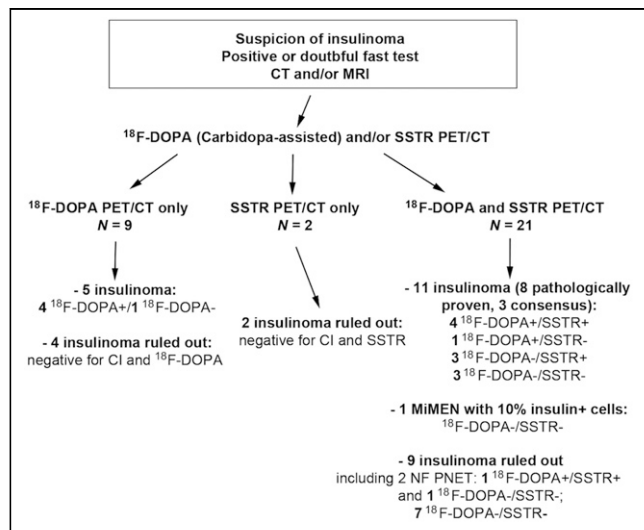 Suspicion of insulinoma
Positive or doubtful fast test
CT and/or MRI
¹⁸F-DOPA (Carbidopa-assisted) and/or SSTR PET/CT
¹⁸F-DOPA PET/CT only
N = 9
- 5 insulinoma:
4 ¹⁸F-DOPA+/1 ¹⁸F-DOPA-
- 4 insulinoma ruled out:
negative for CI and ¹⁸F-DOPA
SSTR PET/CT only
N = 2
2 insulinoma ruled out:
negative for CI and SSTR
¹⁸F-DOPA and SSTR PET/CT
N = 21
- 11 insulinoma (8 pathologically
proven, 3 consensus):
4 ¹⁸F-DOPA+/SSTR+
1 ¹⁸F-DOPA+/SSTR-
3 ¹⁸F-DOPA-/SSTR+
3 ¹⁸F-DOPA-/SSTR-
- 1 MiMEN with 10% insulin+ cells:
¹⁸F-DOPA-/SSTR-
- 9 insulinoma ruled out
including 2 NF PNET: 1 ¹⁸F-DOPA+/SSTR+
and 1 ¹⁸F-DOPA-/SSTR-;
7 ¹⁸F-DOPA-/SSTR-